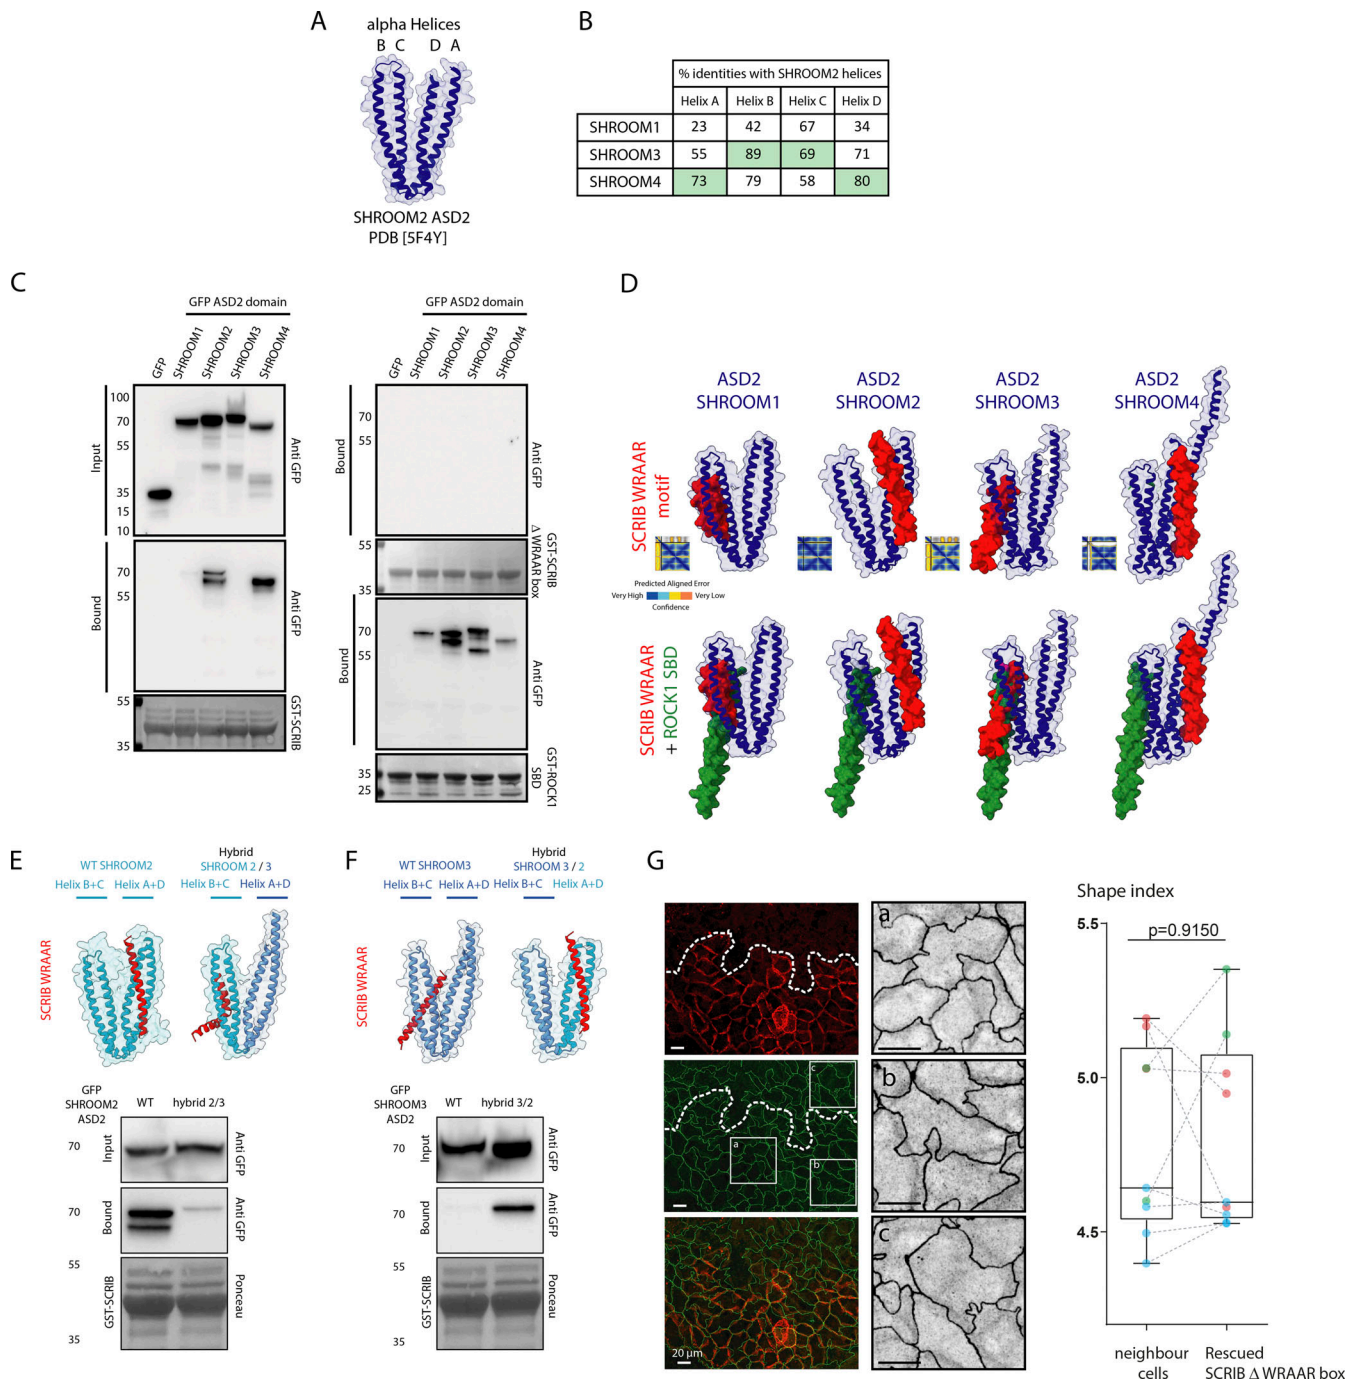 A
alpha Helices
B C D A
SHROOM2 ASD2
PDB [5F4Y]
B
% identities with SHROOM2 helices
Helix A Helix B Helix C Helix D
SHROOM1 23 42 67 34
SHROOM3 55 89 69 71
SHROOM4 73 79 58 80
C
GFP ASD2 domain
GFP SHROOM1 SHROOM2 SHROOM3 SHROOM4
Input
100
70
55
35
15
10
Anti GFP
Bound
70
55
Anti GFP
55
35
GST-SCRIB
GFP ASD2 domain
GFP SHROOM1 SHROOM2 SHROOM3 SHROOM4
Bound
70
55
Anti GFP
55
35
GST-SCRIB
Δ WRAAR box
Bound
70
55
Anti GFP
35
25
GST-ROCK1
SBD
D
ASD2
SHROOM1
ASD2
SHROOM2
ASD2
SHROOM3
ASD2
SHROOM4
SCRIB WRAAR
motif
Predicted Aligned Error
Very High Very Low
Confidence
SCRIB WRAAR
+ ROCK1 SBD
E
WT SHROOM2
Helix B+C Helix A+D
Hybrid
SHROOM 2 / 3
Helix B+C Helix A+D
SCRIB WRAAR
GFP
SHROOM2
ASD2
WT hybrid 2/3
Input
70
Anti GFP
Bound
70
Anti GFP
GST-SCRIB
55
35
Ponceau
F
WT SHROOM3
Helix B+C Helix A+D
Hybrid
SHROOM 3 / 2
Helix B+C Helix A+D
SCRIB WRAAR
GFP
SHROOM3
ASD2
WT hybrid 3/2
Input
70
Anti GFP
Bound
70
Anti GFP
GST-SCRIB
55
35
Ponceau
G
a
b
c
20 µm
a
b
c
Shape index
5.5
5.0
4.5
p=0.9150
neighbour
cells
Rescued
SCRIB Δ WRAAR box